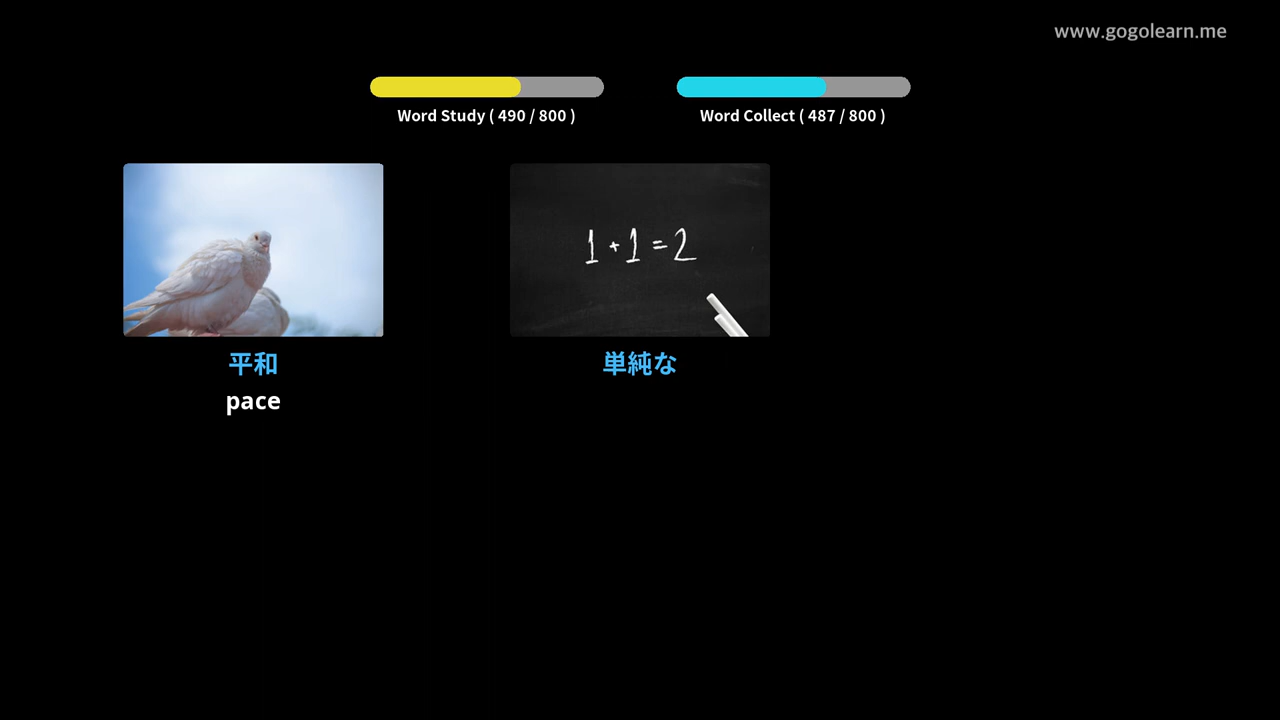 www.gogolearn.me
Word Study ( 490 / 800 )
Word Collect ( 487 / 800 )
1+1=2
平和
単純な
pace